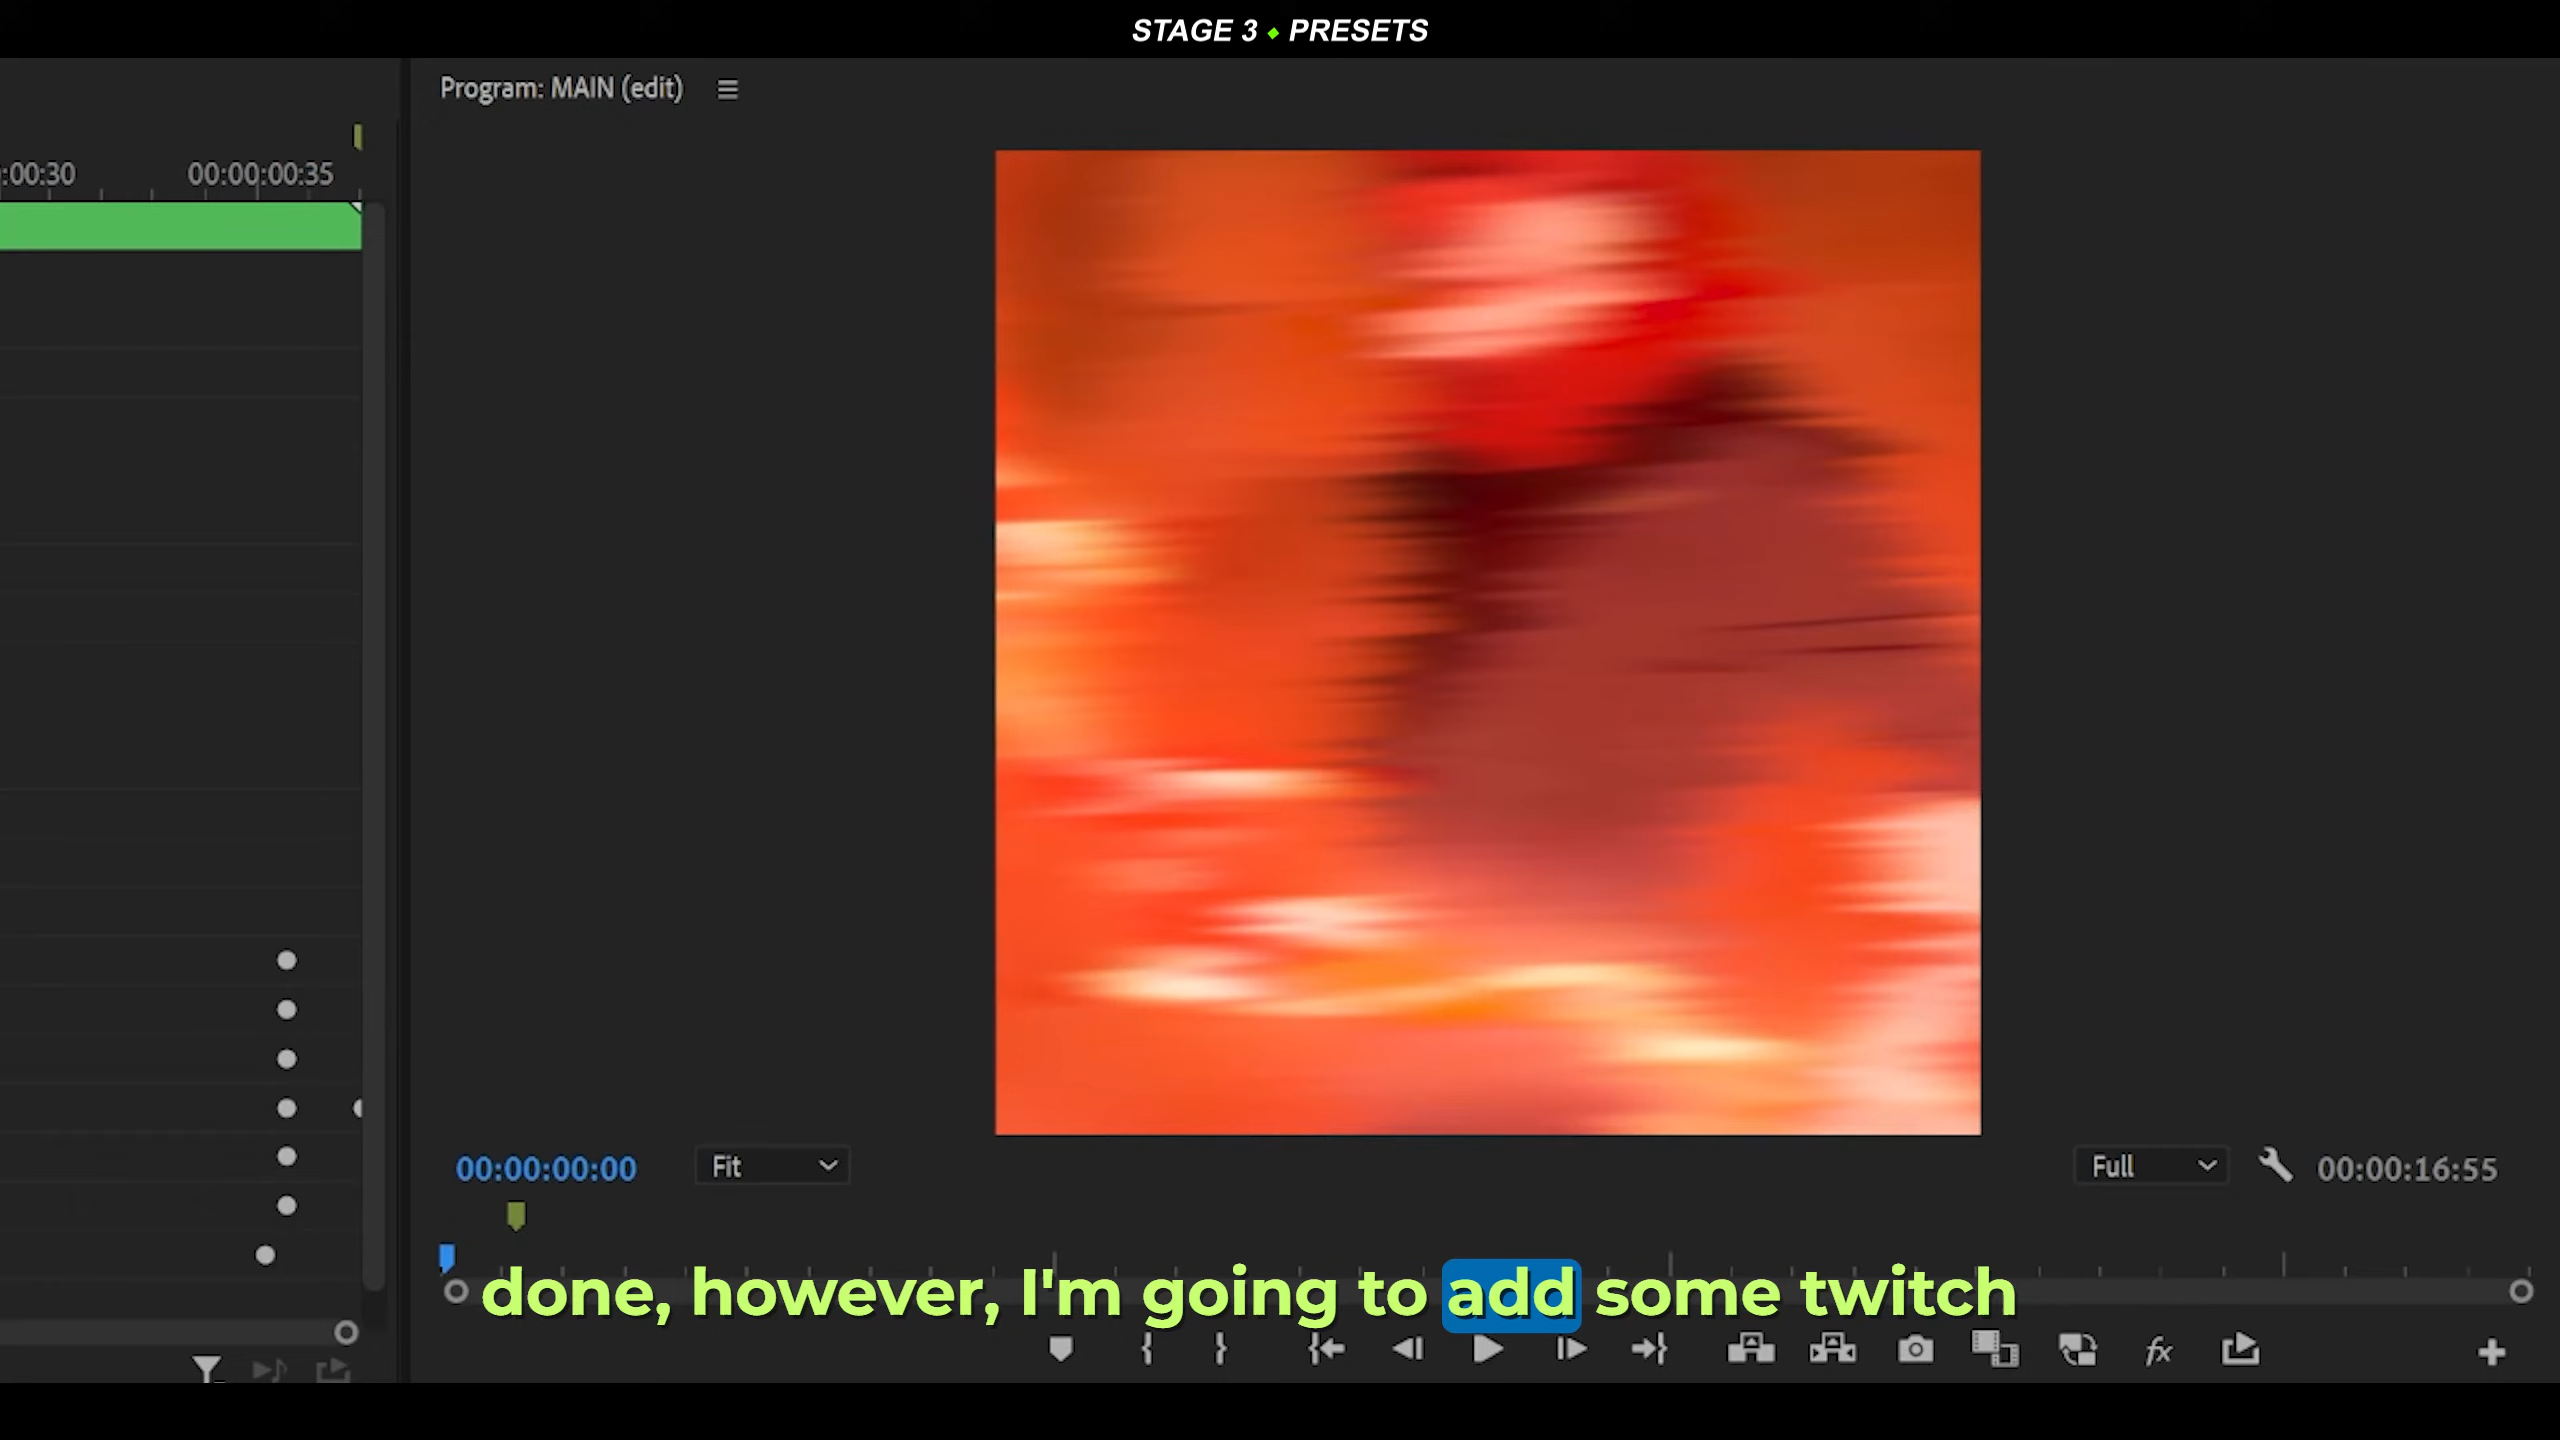 STAGE 3 ⬥ PRESETS
Program: MAIN (edit)
:00:30
00:00:00:35
00:00:00:00
Fit
Full
00:00:16:55
done, however, I'm going to add some twitch
fx